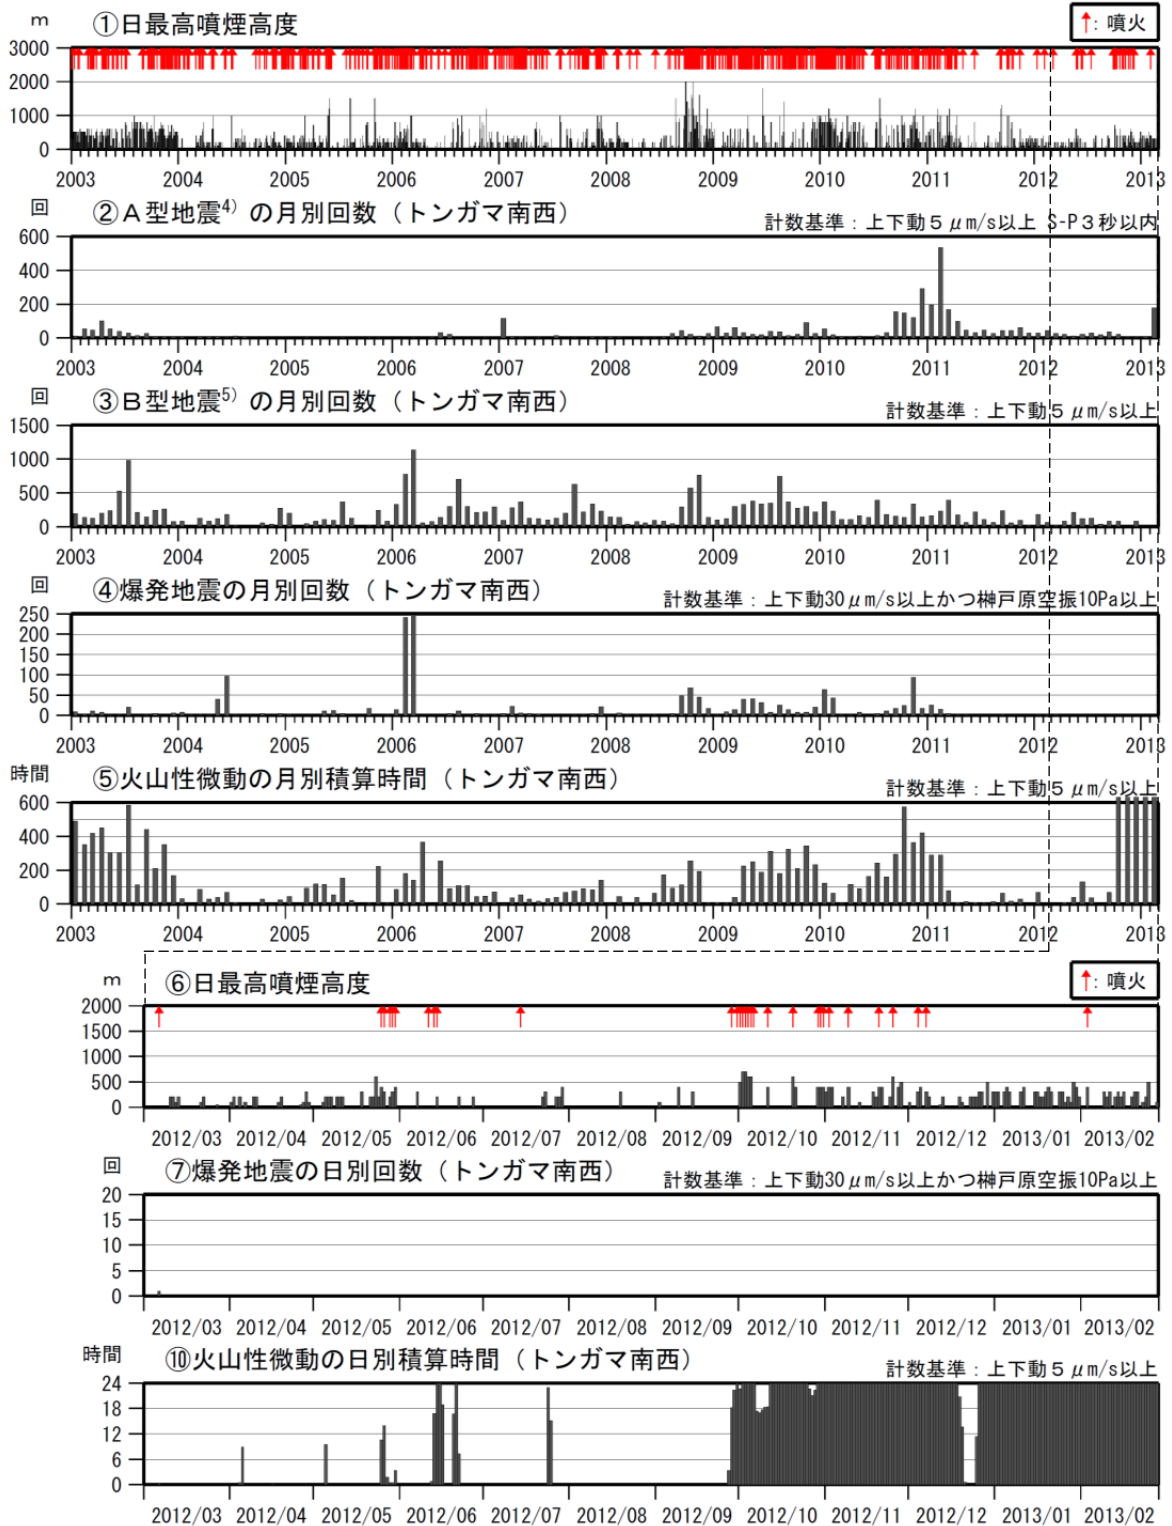 m ①日最高噴煙高度 ↑: 噴火
3000
2000
1000
0
2003 2004 2005 2006 2007 2008 2009 2010 2011 2012 2013
回 ②A型地震4) の月別回数（トンガマ南西） 計数基準：上下動５μm/s以上 S-P３秒以内
600
400
200
0
2003 2004 2005 2006 2007 2008 2009 2010 2011 2012 2013
回 ③B型地震5) の月別回数（トンガマ南西） 計数基準：上下動５μm/s以上
1500
1000
500
0
2003 2004 2005 2006 2007 2008 2009 2010 2011 2012 2013
回 ④爆発地震の月別回数（トンガマ南西） 計数基準：上下動30μm/s以上かつ榊戸原空振10Pa以上
250
200
150
100
50
0
2003 2004 2005 2006 2007 2008 2009 2010 2011 2012 2013
時間 ⑤火山性微動の月別積算時間（トンガマ南西） 計数基準：上下動５μm/s以上
600
400
200
0
2003 2004 2005 2006 2007 2008 2009 2010 2011 2012 2013
m ⑥日最高噴煙高度 ↑: 噴火
2000
1500
1000
500
0
2012/03 2012/04 2012/05 2012/06 2012/07 2012/08 2012/09 2012/10 2012/11 2012/12 2013/01 2013/02
回 ⑦爆発地震の日別回数（トンガマ南西） 計数基準：上下動30μm/s以上かつ榊戸原空振10Pa以上
20
15
10
5
0
2012/03 2012/04 2012/05 2012/06 2012/07 2012/08 2012/09 2012/10 2012/11 2012/12 2013/01 2013/02
時間 ⑩火山性微動の日別積算時間（トンガマ南西） 計数基準：上下動５μm/s以上
24
18
12
6
0
2012/03 2012/04 2012/05 2012/06 2012/07 2012/08 2012/09 2012/10 2012/11 2012/12 2013/01 2013/02